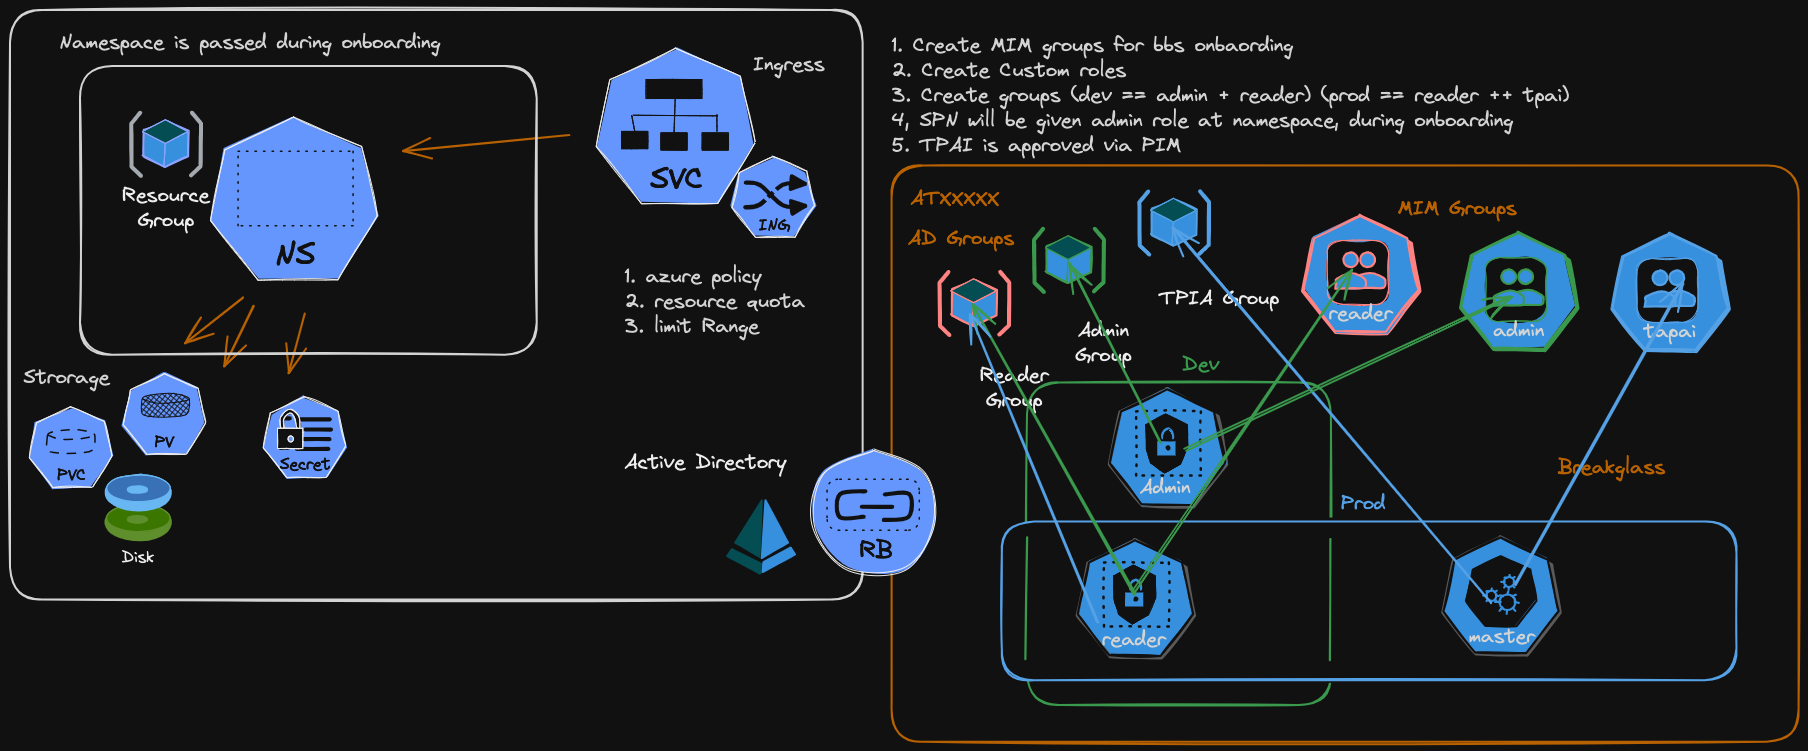 Namespace is passed during onboarding
Resource
Group
NS
SVC
Ingress
ING
1. azure policy
2. resource quota
3. limit Range
Strorage
PV
PVC
Secret
Disk
Active Directory
RB
1. Create MIM groups for bbs onbaording
2. Create Custom roles
3. Create groups (dev == admin + reader) (prod == reader ++ tpai)
4, SPN will be given admin role at namespace, during onboarding
5. TPAI is approved via PIM
ATXXXXX
AD Groups
MIM Groups
TPIA Group
Admin
Group
Reader
Group
reader
admin
tapai
Dev
Admin
Breakglass
Prod
reader
master